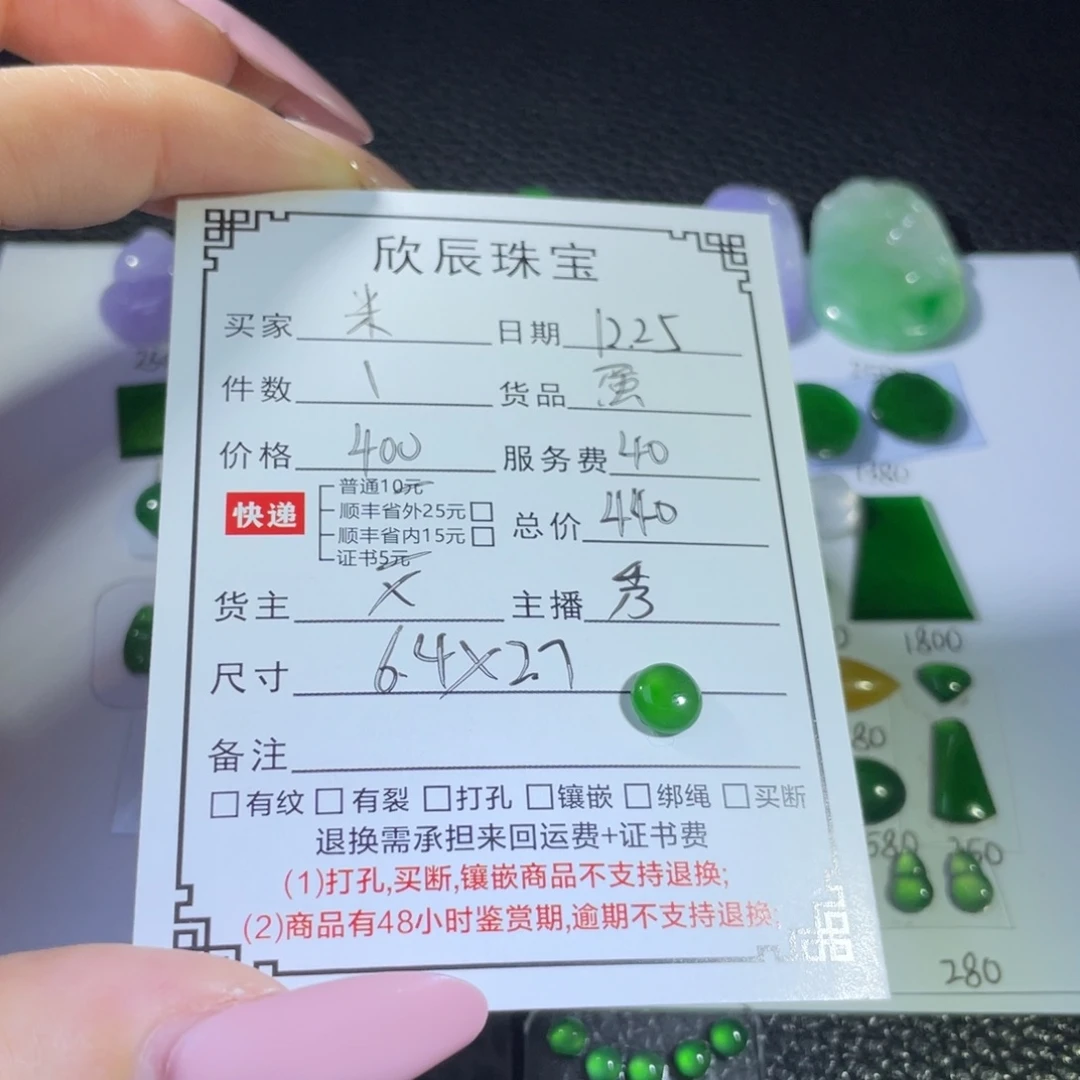 欣辰珠宝
买家 米 日期 12.25
件数 1 货品 蛋
价格 400 服务费 40
快递
普通10元
顺丰省外25元□
顺丰省内15元□
证书5元
总价 440
货主 X 主播 秀
尺寸 6.4X2.7
备注
□有纹 □有裂 □打孔 □镶嵌 □绑绳 □买断
退换需承担来回运费+证书费
(1)打孔,买断,镶嵌商品不支持退换;
(2)商品有48小时鉴赏期,逾期不支持退换;
1380
1800
80
580
280